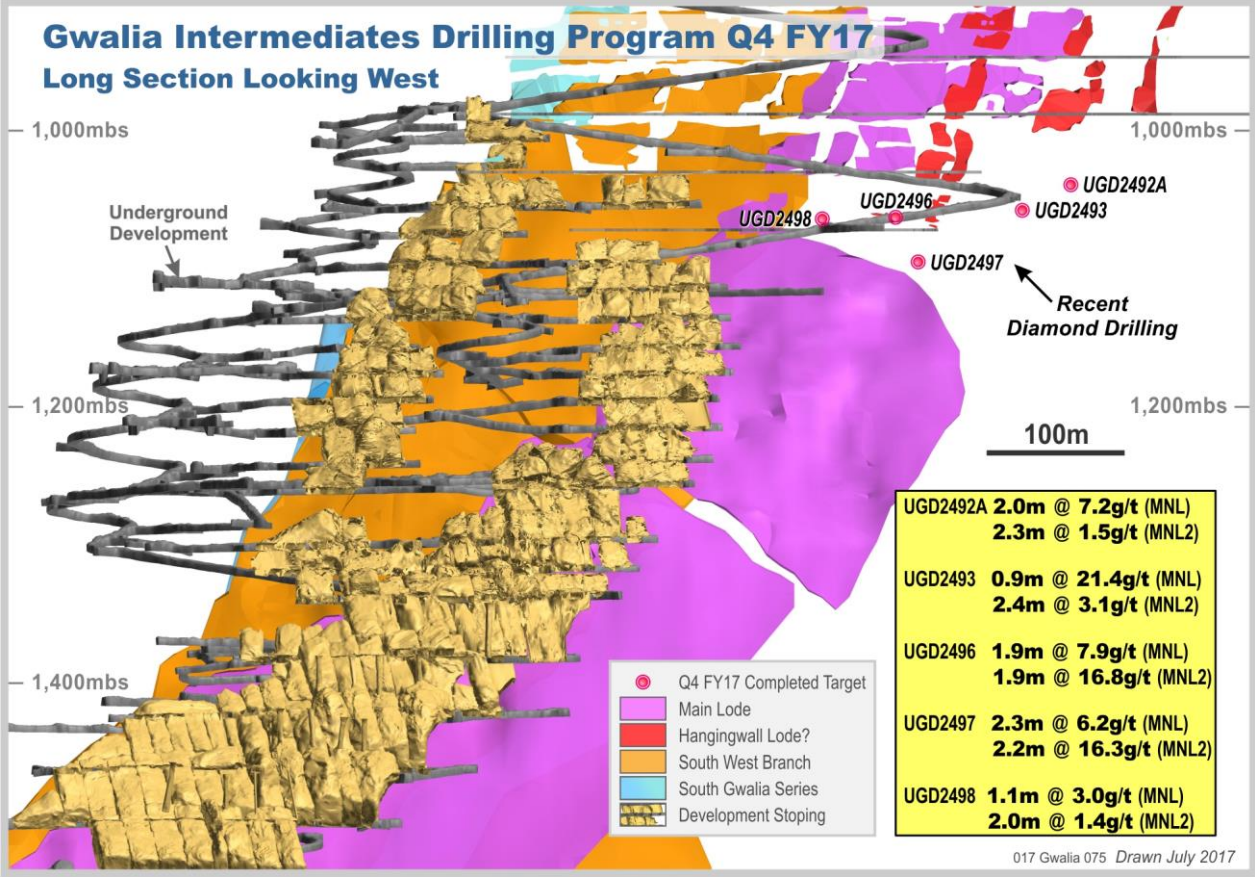 Gwalia Intermediates Drilling Program Q4 FY17
Long Section Looking West
1,000mbs
1,000mbs
UGD2492A
UGD2496
UGD2493
UGD2498
Underground
Development
UGD2497
Recent
Diamond Drilling
1,200mbs
1,200mbs
100m
UGD2492A 2.0m @ 7.2g/t (MNL)
2.3m @ 1.5g/t (MNL2)
UGD2493 0.9m @ 21.4g/t (MNL)
2.4m @ 3.1g/t (MNL2)
UGD2496 1.9m @ 7.9g/t (MNL)
1.9m @ 16.8g/t (MNL2)
UGD2497 2.3m @ 6.2g/t (MNL)
2.2m @ 16.3g/t (MNL2)
UGD2498 1.1m @ 3.0g/t (MNL)
2.0m @ 1.4g/t (MNL2)
1,400mbs
Q4 FY17 Completed Target
Main Lode
Hangingwall Lode?
South West Branch
South Gwalia Series
Development Stoping
017 Gwalia 075 Drawn July 2017